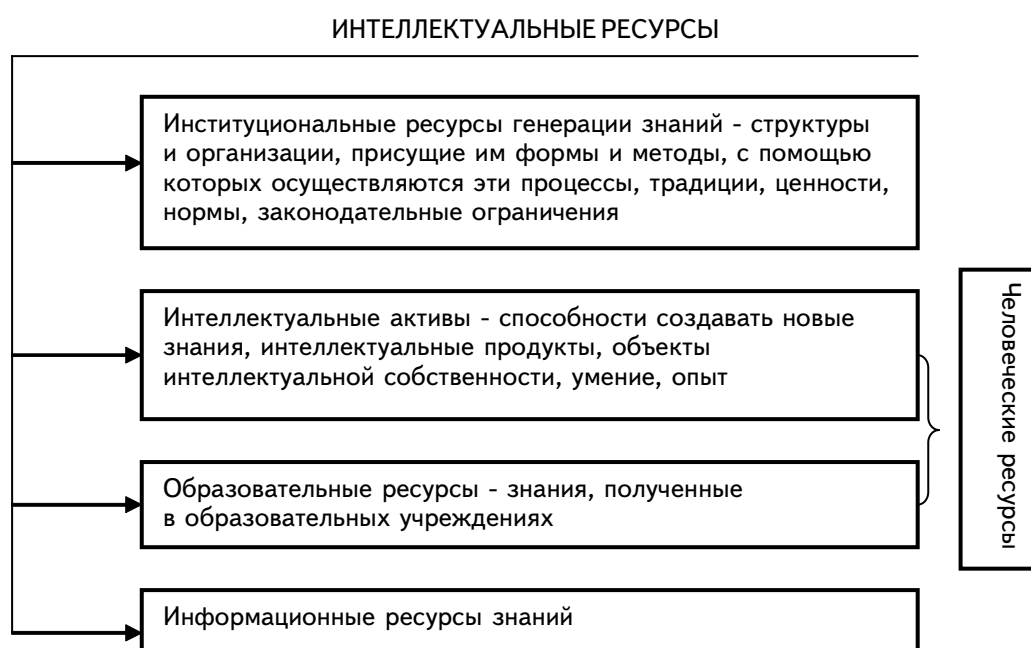 ИНТЕЛЛЕКТУАЛЬНЫЕ РЕСУРСЫ
Институциональные ресурсы генерации знаний - структуры
и организации, присущие им формы и методы, с помощью
которых осуществляются эти процессы, традиции, ценности,
нормы, законодательные ограничения
Интеллектуальные активы - способности создавать новые
знания, интеллектуальные продукты, объекты
интеллектуальной собственности, умение, опыт
Образовательные ресурсы - знания, полученные
в образовательных учреждениях
Информационные ресурсы знаний
Человеческие ресурсы